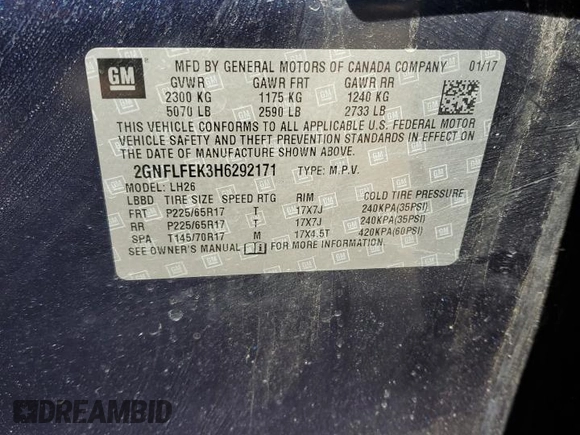 GM
MFD BY GENERAL MOTORS OF CANADA COMPANY 01/17
GVWR GAWR FRT GAWR RR
2300 KG 1175 KG 1240 KG
5070 LB 2590 LB 2733 LB
THIS VEHICLE CONFORMS TO ALL APPLICABLE U.S. FEDERAL MOTOR
VEHICLE SAFETY AND THEFT PREVENTION STANDARDS IN EFFECT ON
THE DATE OF MANUFACTURE SHOWN ABOVE.
2GNFLFEK3H6292171 TYPE: M.P.V.
MODEL: LH26
LBBD TIRE SIZE SPEED RTG RIM COLD TIRE PRESSURE
FRT P225/65R17 T 17X7J 240KPA(35PSI)
RR P225/65R17 T 17X7J 240KPA(35PSI)
SPA T145/70R17 M 17X4.5T 420KPA(60PSI)
SEE OWNER'S MANUAL i FOR MORE INFORMATION.
DREAMBID